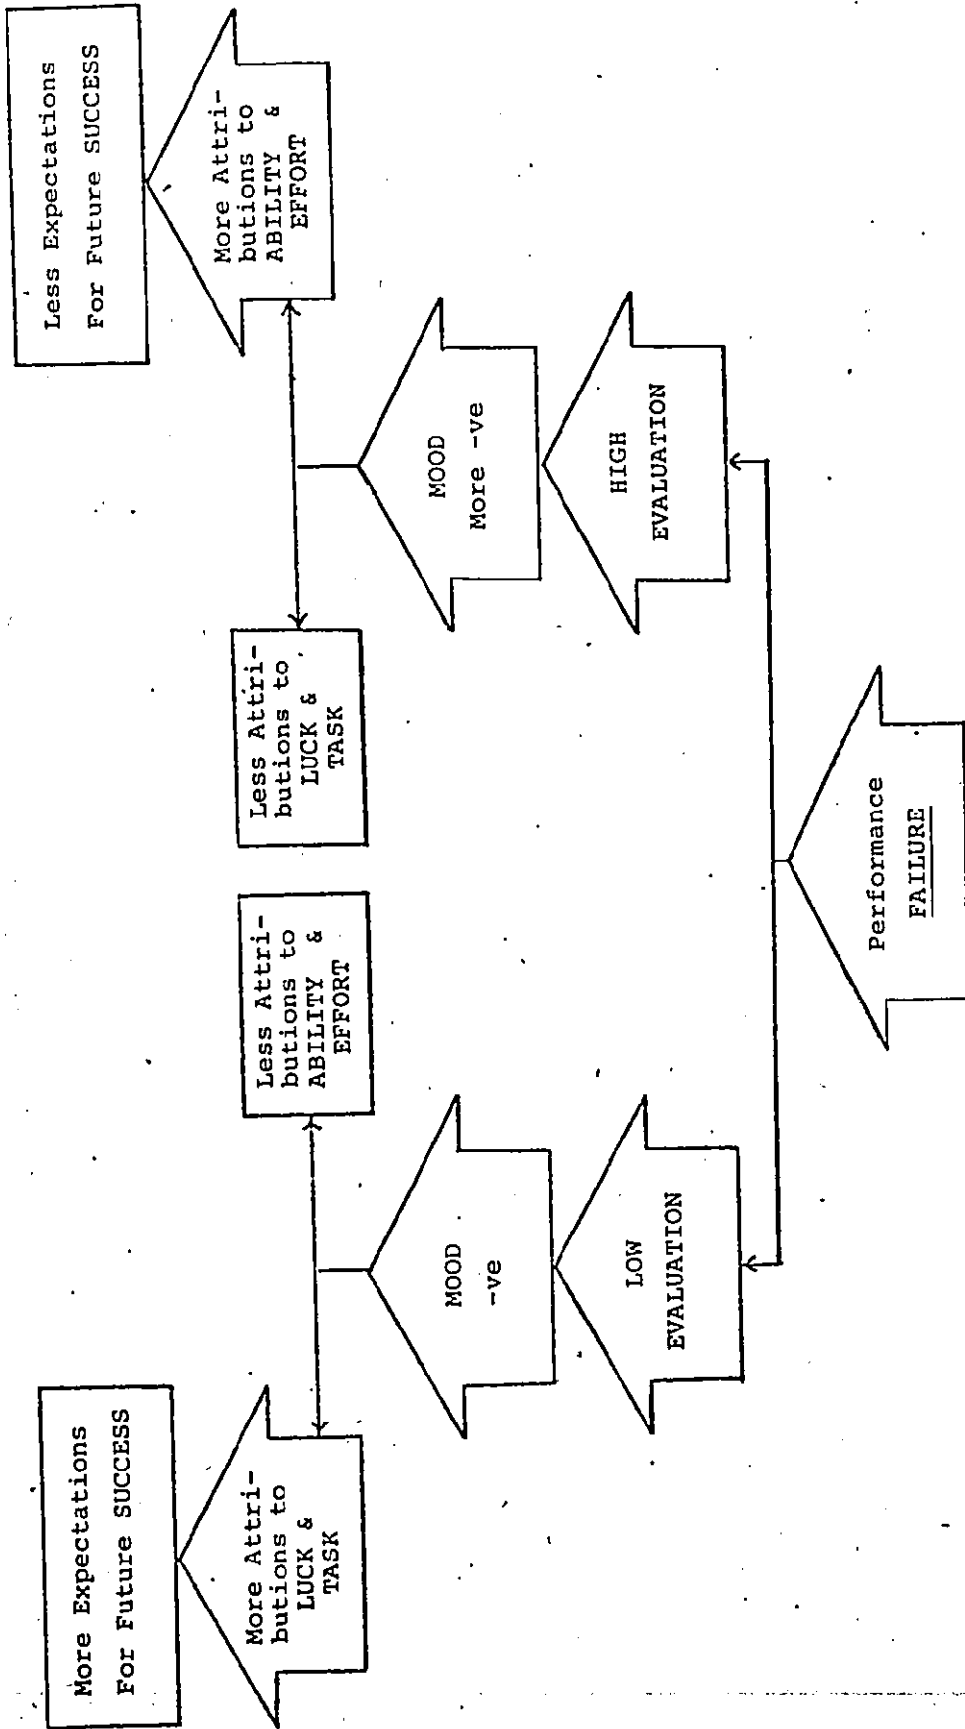 More Expectations
For Future SUCCESS
More Attri-
butions to
LUCK &
TASK
Less Attri-
butions to
ABILITY &
EFFORT
Less Attri-
butions to
LUCK &
TASK
Less Expectations
For Future SUCCESS
More Attri-
butions to
ABILITY &
EFFORT
MOOD
-ve
MOOD
More -ve
LOW
EVALUATION
HIGH
EVALUATION
Performance
FAILURE